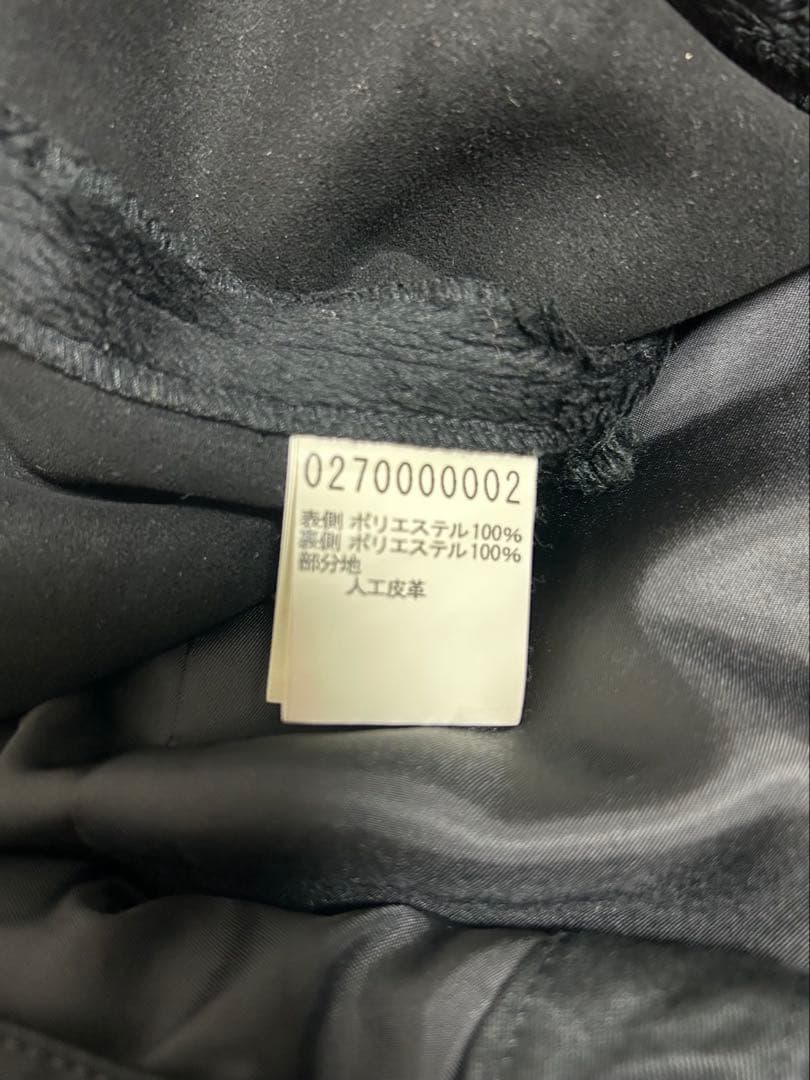 0270000002
表側 ポリエステル100%
裏側 ポリエステル100%
部分地
人工皮革